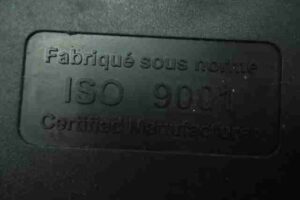 Fabriqué sous norme
ISO 9001
Certified Manufacturer